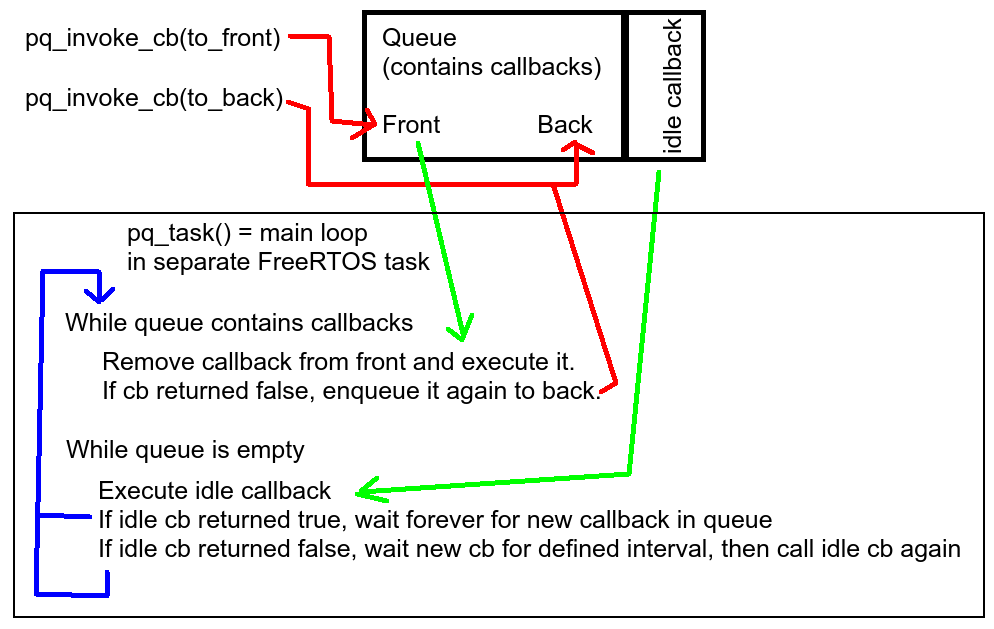 pq_invoke_cb(to_front)
pq_invoke_cb(to_back)
Queue
(contains callbacks)
Front
Back
idle callback
pq_task() = main loop
in separate FreeRTOS task
While queue contains callbacks
Remove callback from front and execute it.
If cb returned false, enqueue it again to back.
While queue is empty
Execute idle callback
If idle cb returned true, wait forever for new callback in queue
If idle cb returned false, wait new cb for defined interval, then call idle cb again